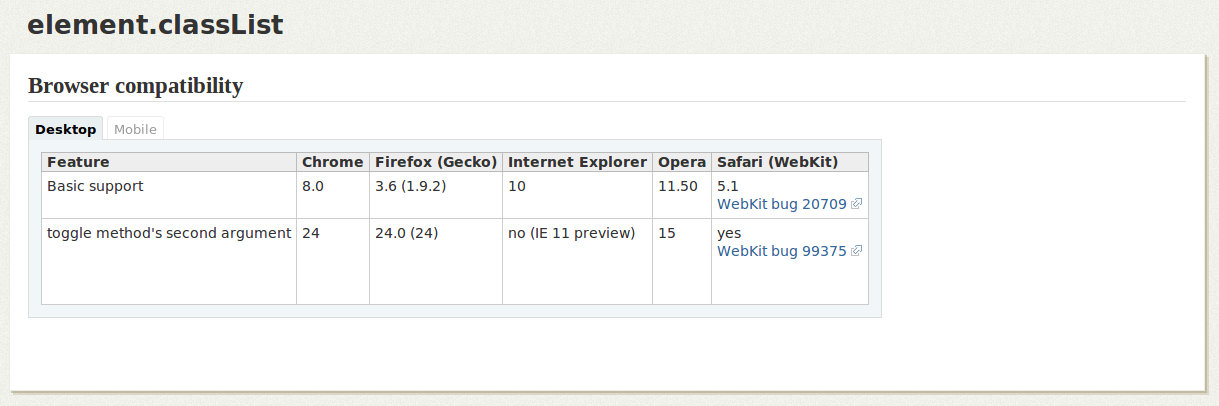 element.classList
Browser compatibility
Desktop Mobile
Feature Chrome Firefox (Gecko) Internet Explorer Opera Safari (WebKit)
Basic support 8.0 3.6 (1.9.2) 10 11.50 5.1
WebKit bug 20709
toggle method's second argument 24 24.0 (24) no (IE 11 preview) 15 yes
WebKit bug 99375